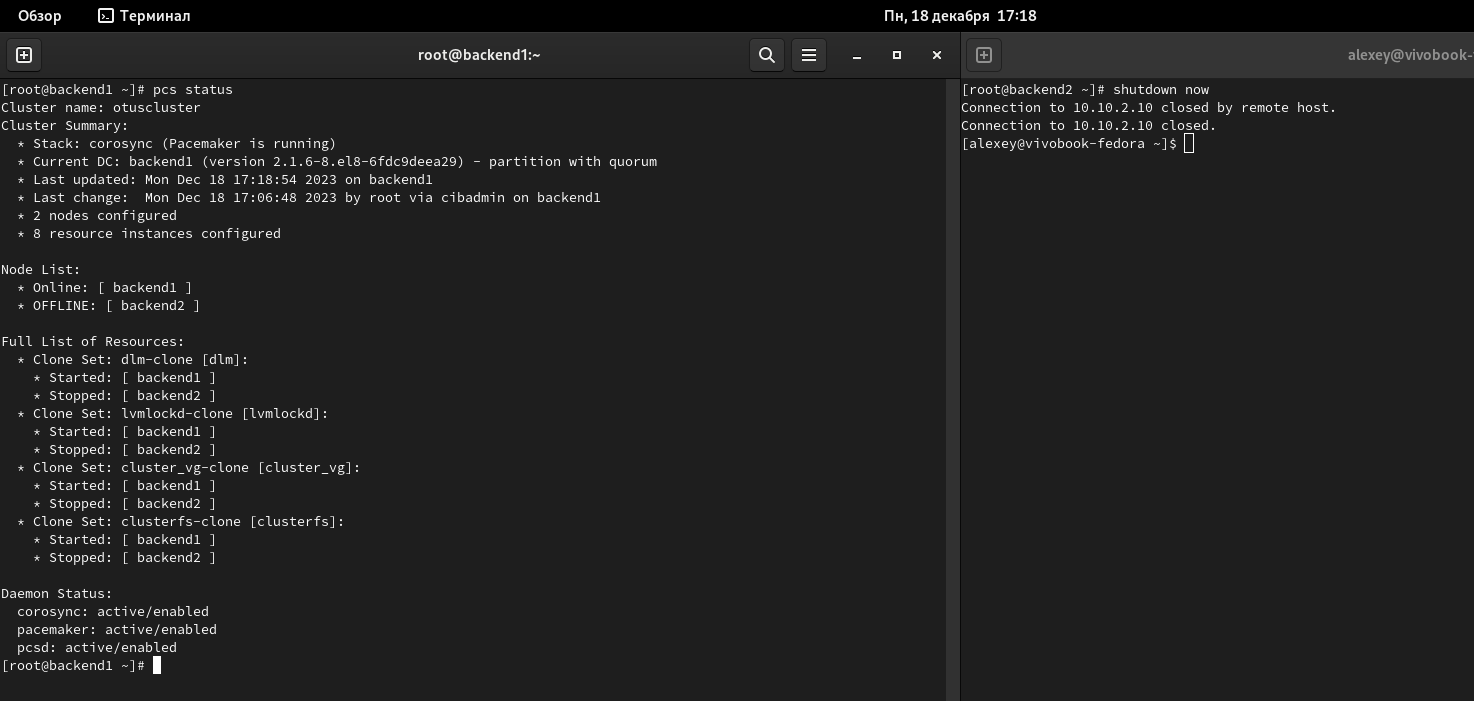 Обзор Терминал Пн, 18 декабря 17:18
root@backend1:~
[root@backend1 ~]# pcs status
Cluster name: otuscluster
Cluster Summary:
  * Stack: corosync (Pacemaker is running)
  * Current DC: backend1 (version 2.1.6-8.el8-6fdc9deea29) - partition with quorum
  * Last updated: Mon Dec 18 17:18:54 2023 on backend1
  * Last change:  Mon Dec 18 17:06:48 2023 by root via cibadmin on backend1
  * 2 nodes configured
  * 8 resource instances configured

Node List:
  * Online: [ backend1 ]
  * OFFLINE: [ backend2 ]

Full List of Resources:
  * Clone Set: dlm-clone [dlm]:
    * Started: [ backend1 ]
    * Stopped: [ backend2 ]
  * Clone Set: lvmlockd-clone [lvmlockd]:
    * Started: [ backend1 ]
    * Stopped: [ backend2 ]
  * Clone Set: cluster_vg-clone [cluster_vg]:
    * Started: [ backend1 ]
    * Stopped: [ backend2 ]
  * Clone Set: clusterfs-clone [clusterfs]:
    * Started: [ backend1 ]
    * Stopped: [ backend2 ]

Daemon Status:
  corosync: active/enabled
  pacemaker: active/enabled
  pcsd: active/enabled
[root@backend1 ~]#
alexey@vivobook-
[root@backend2 ~]# shutdown now
Connection to 10.10.2.10 closed by remote host.
Connection to 10.10.2.10 closed.
[alexey@vivobook-fedora ~]$